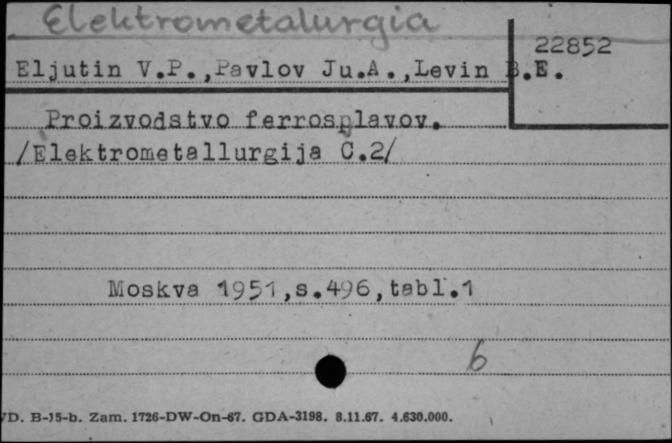 Elektrometalurgia
22852
Eljutin V.P.,Pavlov Ju.A.,Levin B.E.
Proizvodstvo ferrosplavov.
/Elektrometallurgija C.2/
Moskva 1951,s.496,tabl.1
6
D. B-15-b. Zam. 1726-DW-On-67. GDA-3198. 8.11.67. 4.630.000.